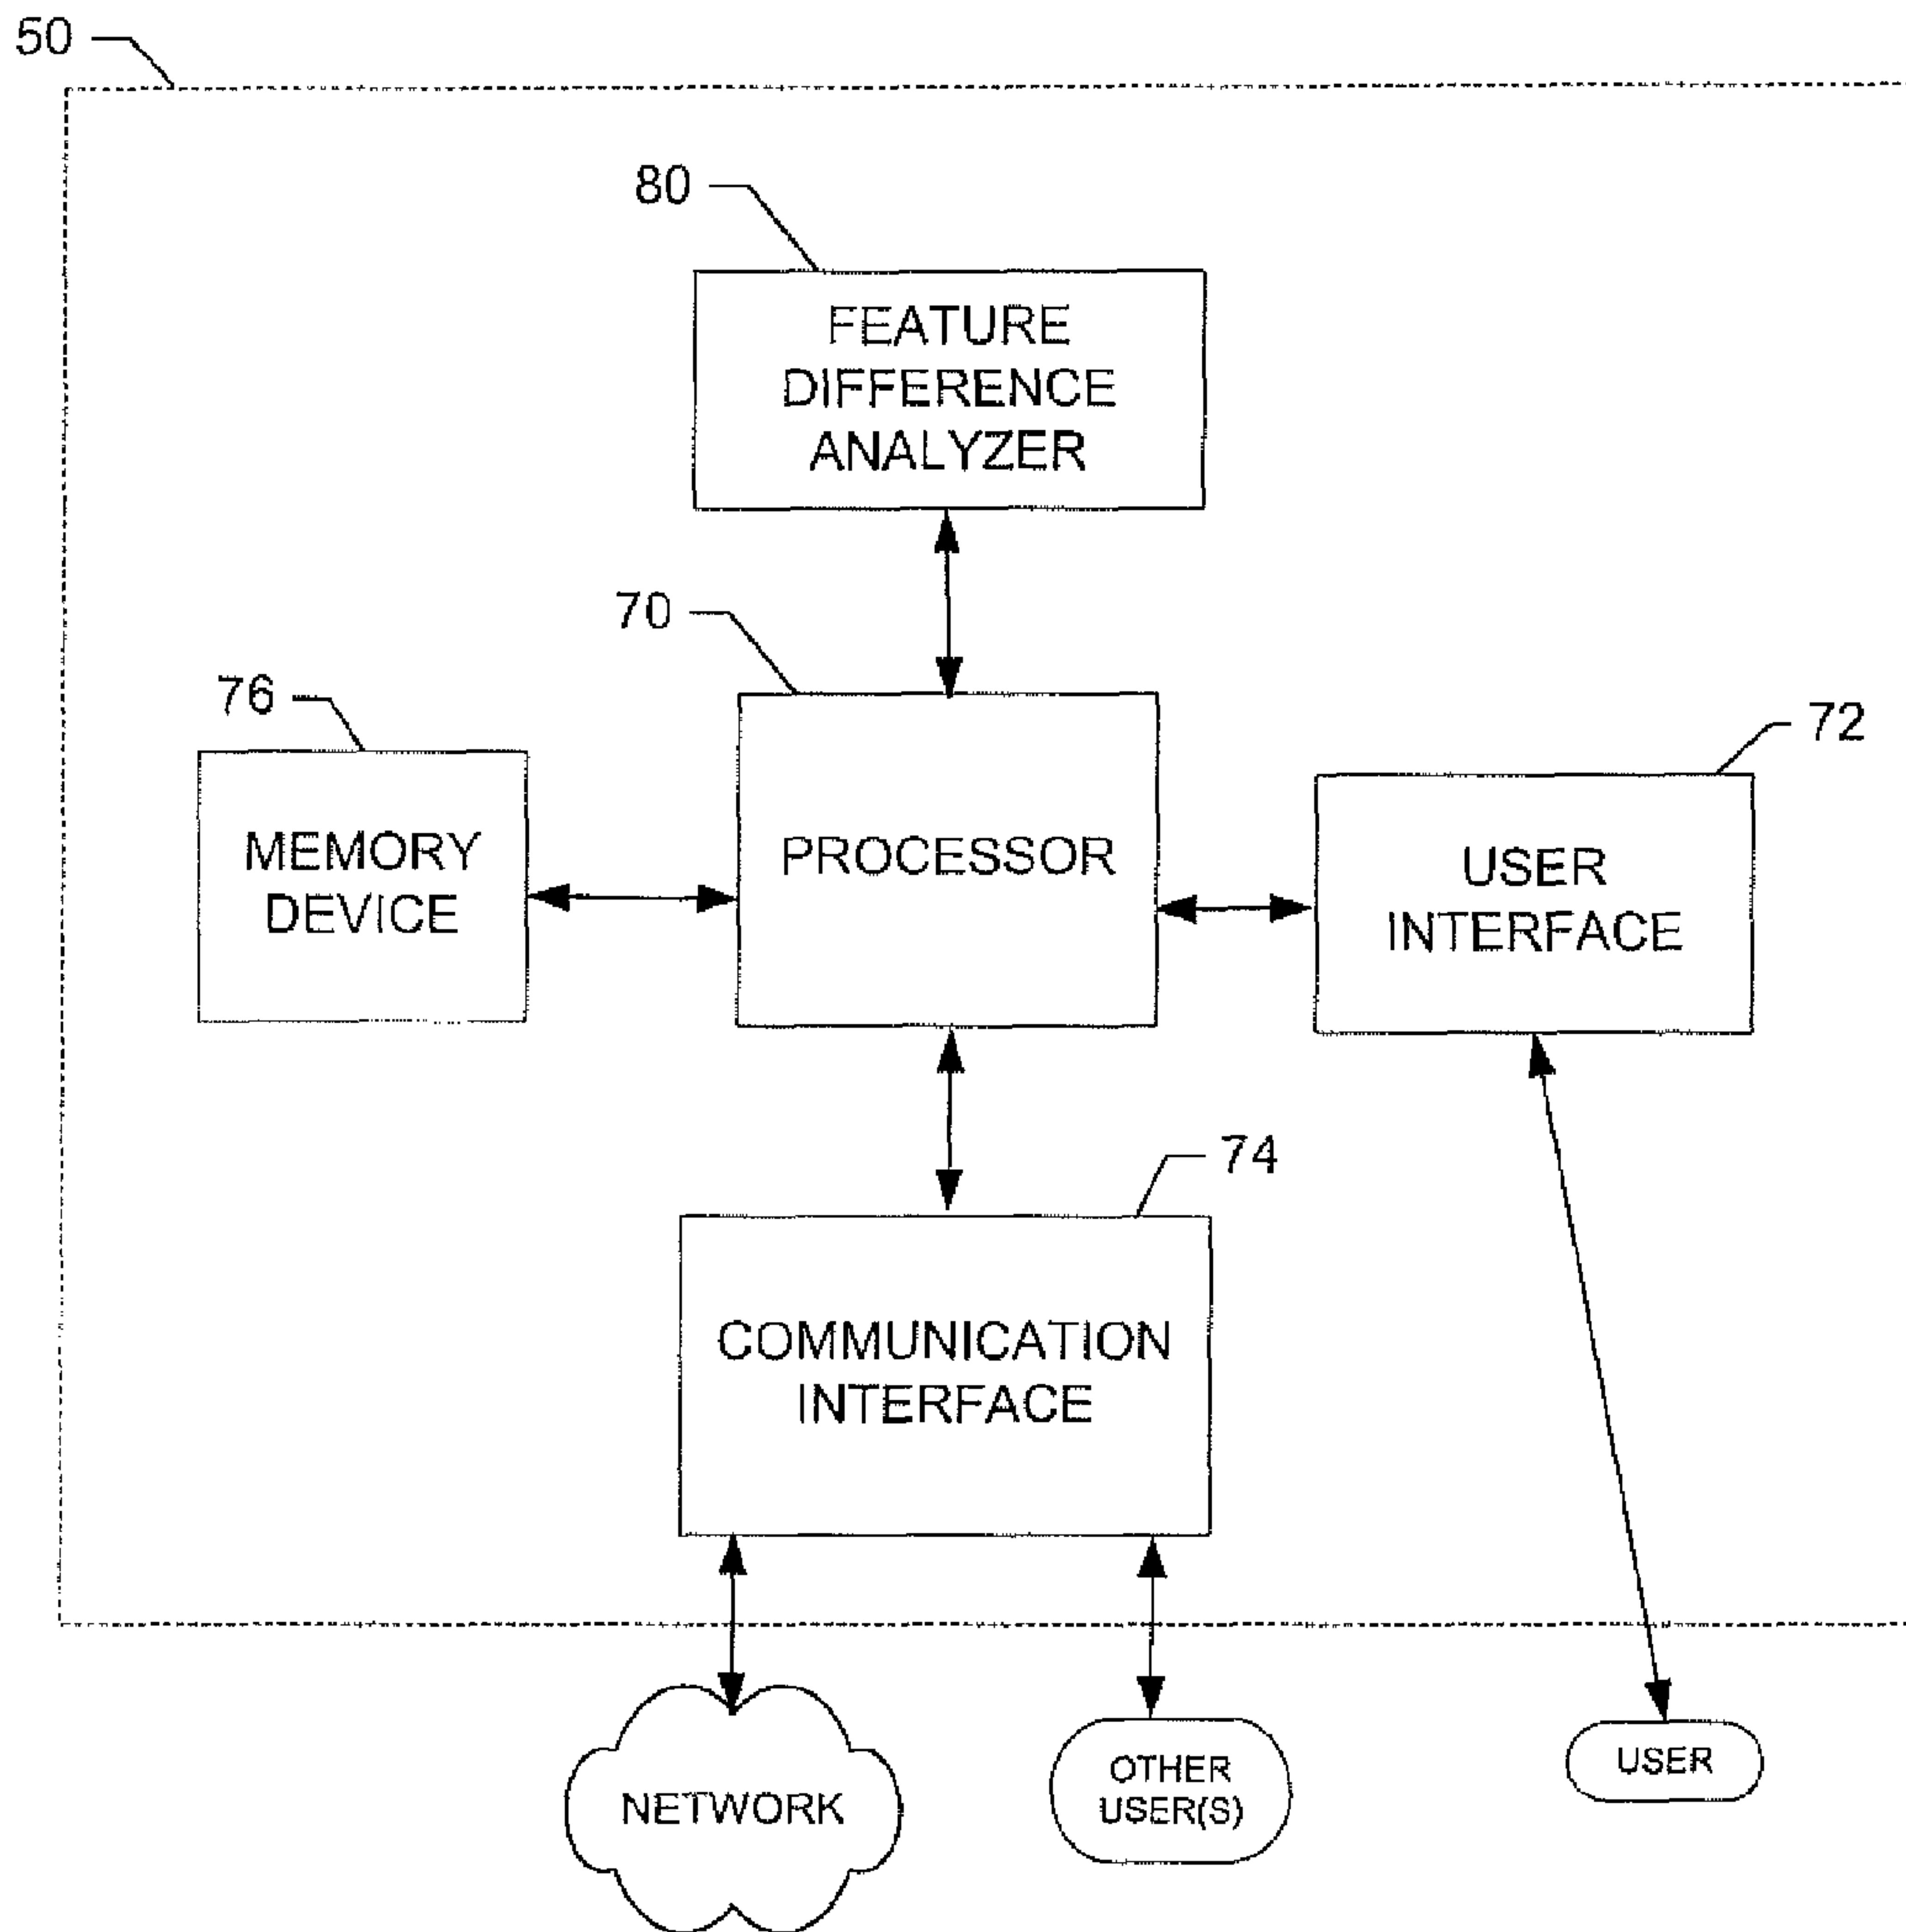 50
80
FEATURE
DIFFERENCE
ANALYZER
70
76
72
MEMORY
DEVICE
PROCESSOR
USER
INTERFACE
74
COMMUNICATION
INTERFACE
NETWORK
OTHER
USER(S)
USER